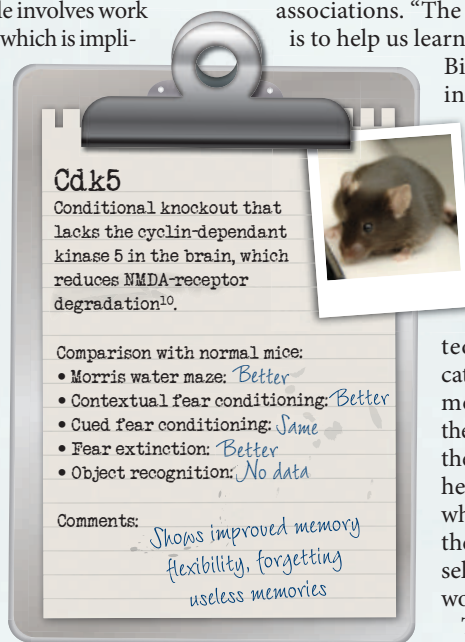 le involves work
which is impli-
associations. “The
is to help us learn
Bi
in
Cdk5
Conditional knockout that
lacks the cyclin-dependant
kinase 5 in the brain, which
reduces NMDA-receptor
degradation¹⁰.
Comparison with normal mice:
• Morris water maze: Better
• Contextual fear conditioning: Better
• Cued fear conditioning: Same
• Fear extinction: Better
• Object recognition: No data
Comments: Shows improved memory
flexibility, forgetting
useless memories
tec
cat
mo
the
the
he
wh
the
sel
wo
T